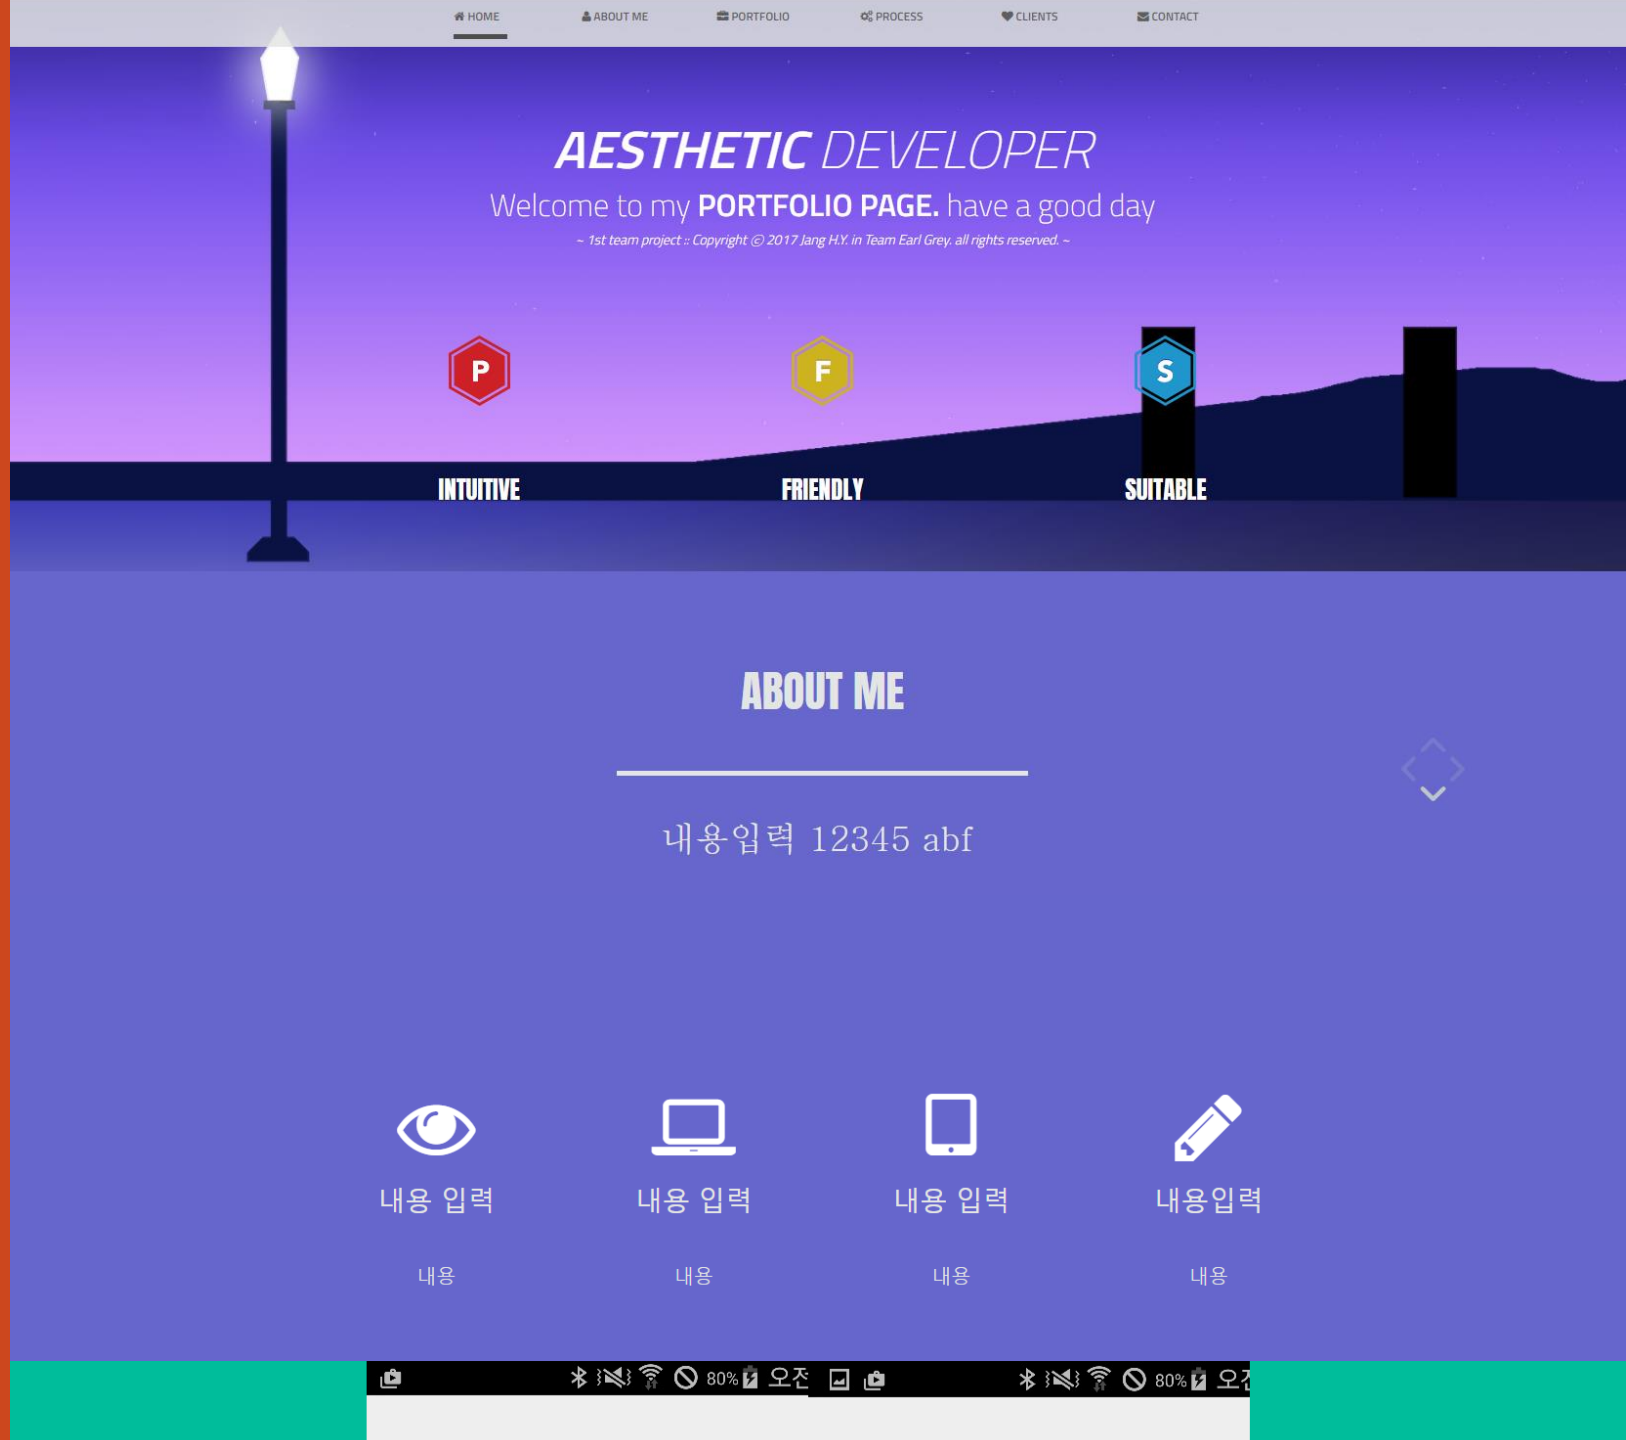 HOME ABOUT ME PORTFOLIO PROCESS CLIENTS CONTACT
AESTHETIC DEVELOPER
Welcome to my PORTFOLIO PAGE. have a good day
~ 1st team project :: Copyright ⓒ 2017 Jang H.Y. in Team Earl Grey. all rights reserved. ~
P F S
INTUITIVE FRIENDLY SUITABLE
ABOUT ME
내용입력 12345 abf
내용 입력 내용 입력 내용 입력 내용입력
내용 내용 내용 내용
80% 오전 80%